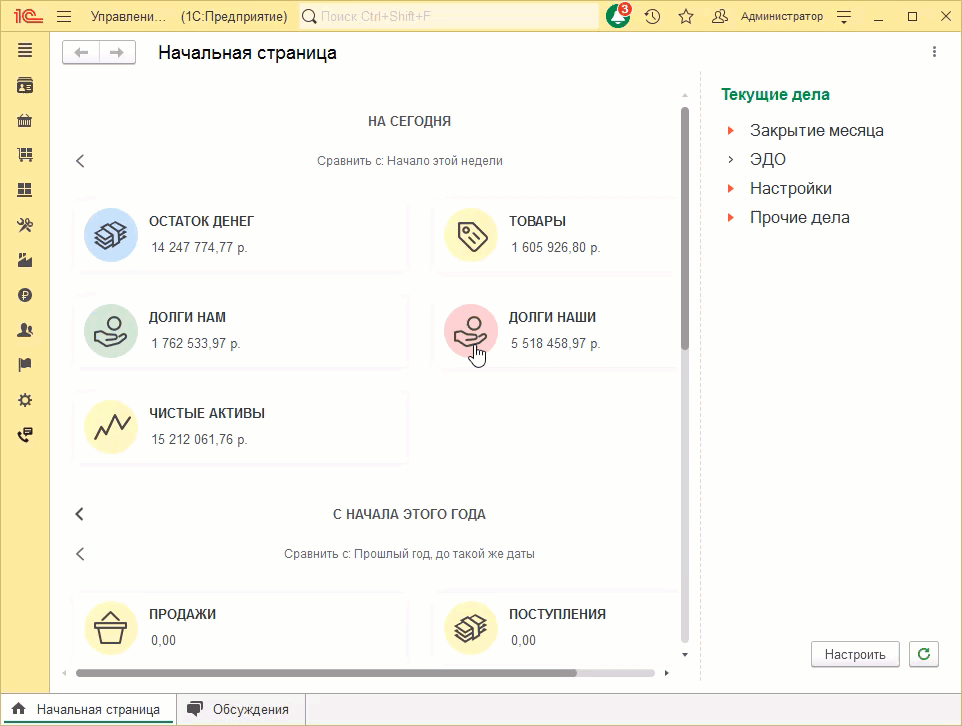 1С Управлени... (1С:Предприятие) Поиск Ctrl+Shift+F 3 Администратор
Начальная страница
НА СЕГОДНЯ
Сравнить с: Начало этой недели
ОСТАТОК ДЕНЕГ
14 247 774,77 р.
ТОВАРЫ
1 605 926,80 р.
ДОЛГИ НАМ
1 762 533,97 р.
ДОЛГИ НАШИ
5 518 458,97 р.
ЧИСТЫЕ АКТИВЫ
15 212 061,76 р.
С НАЧАЛА ЭТОГО ГОДА
Сравнить с: Прошлый год, до такой же даты
ПРОДАЖИ
0,00
ПОСТУПЛЕНИЯ
0,00
Текущие дела
Закрытие месяца
ЭДО
Настройки
Прочие дела
Настроить
Начальная страница
Обсуждения